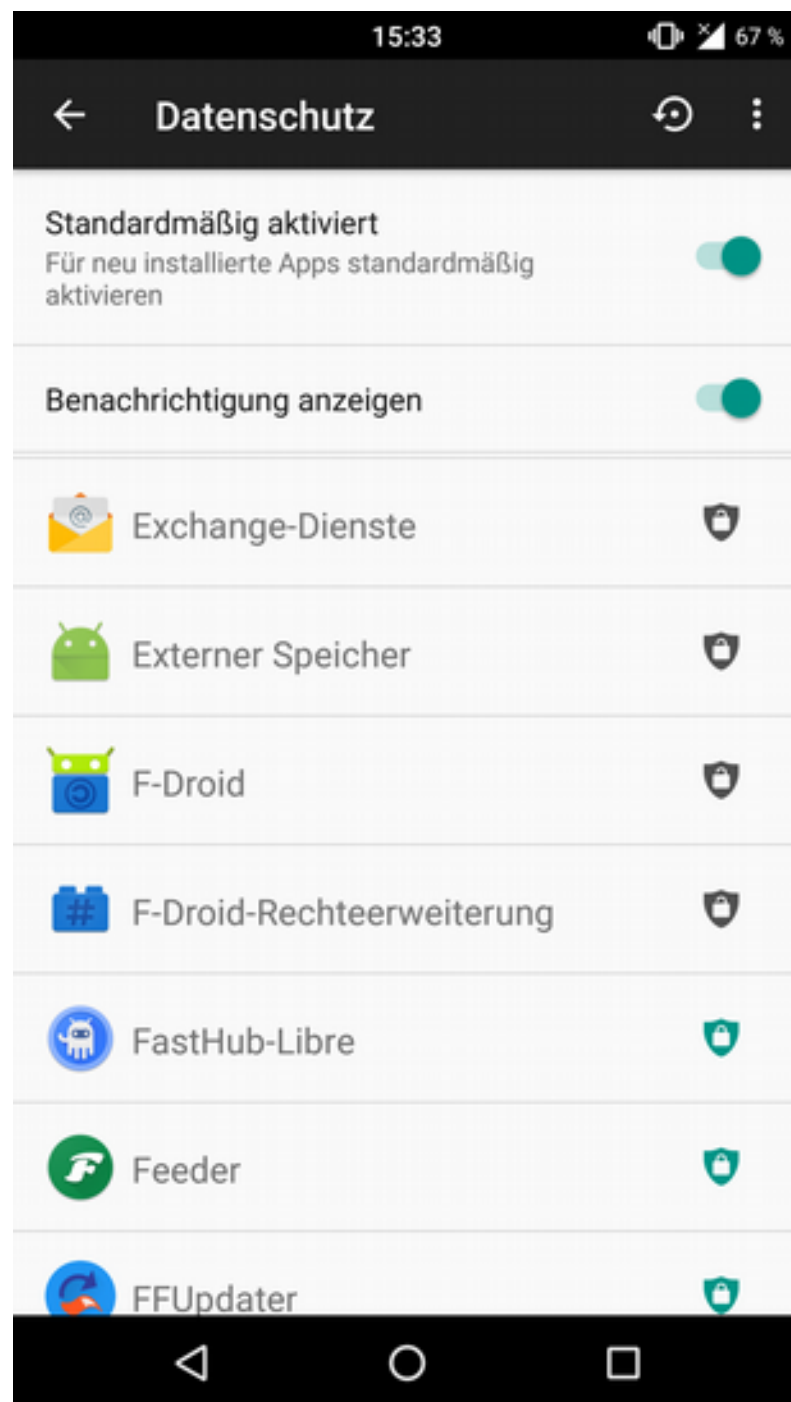 15:33 67 %
Datenschutz
Standardmäßig aktiviert
Für neu installierte Apps standardmäßig
aktivieren
Benachrichtigung anzeigen
@
Exchange-Dienste
Externer Speicher
F-Droid
#
F-Droid-Rechteerweiterung
FastHub-Libre
F
Feeder
FFUpdater